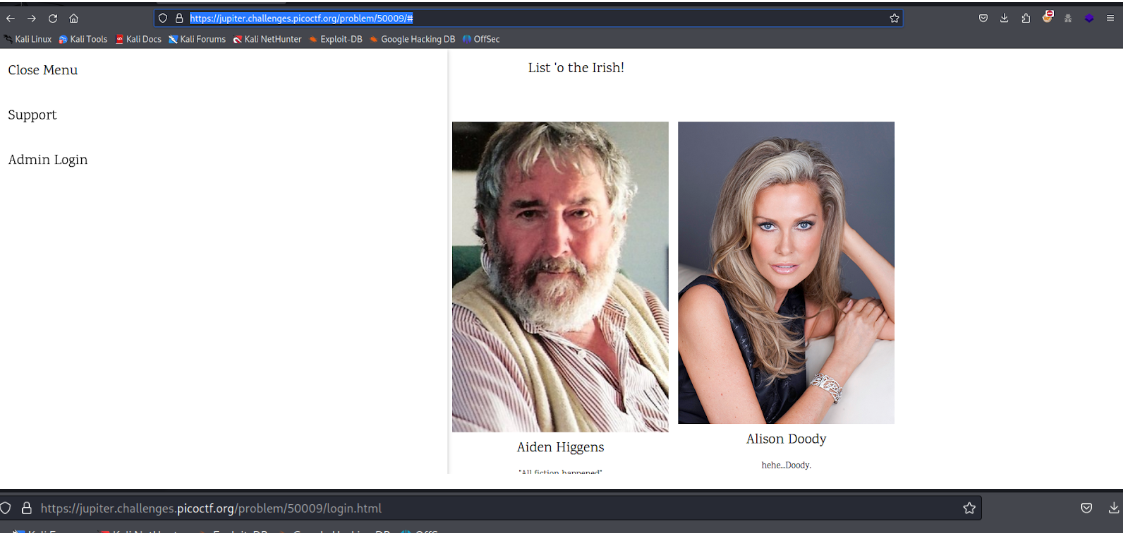 https://jupiter.challenges.picoctf.org/problem/50009/#
Kali Linux Kali Tools Kali Docs Kali Forums Kali NetHunter Exploit-DB Google Hacking DB OffSec
Close Menu
Support
Admin Login
List 'o the Irish!
Aiden Higgens
"All fiction happened"
Alison Doody
hehe...Doody.
https://jupiter.challenges.picoctf.org/problem/50009/login.html